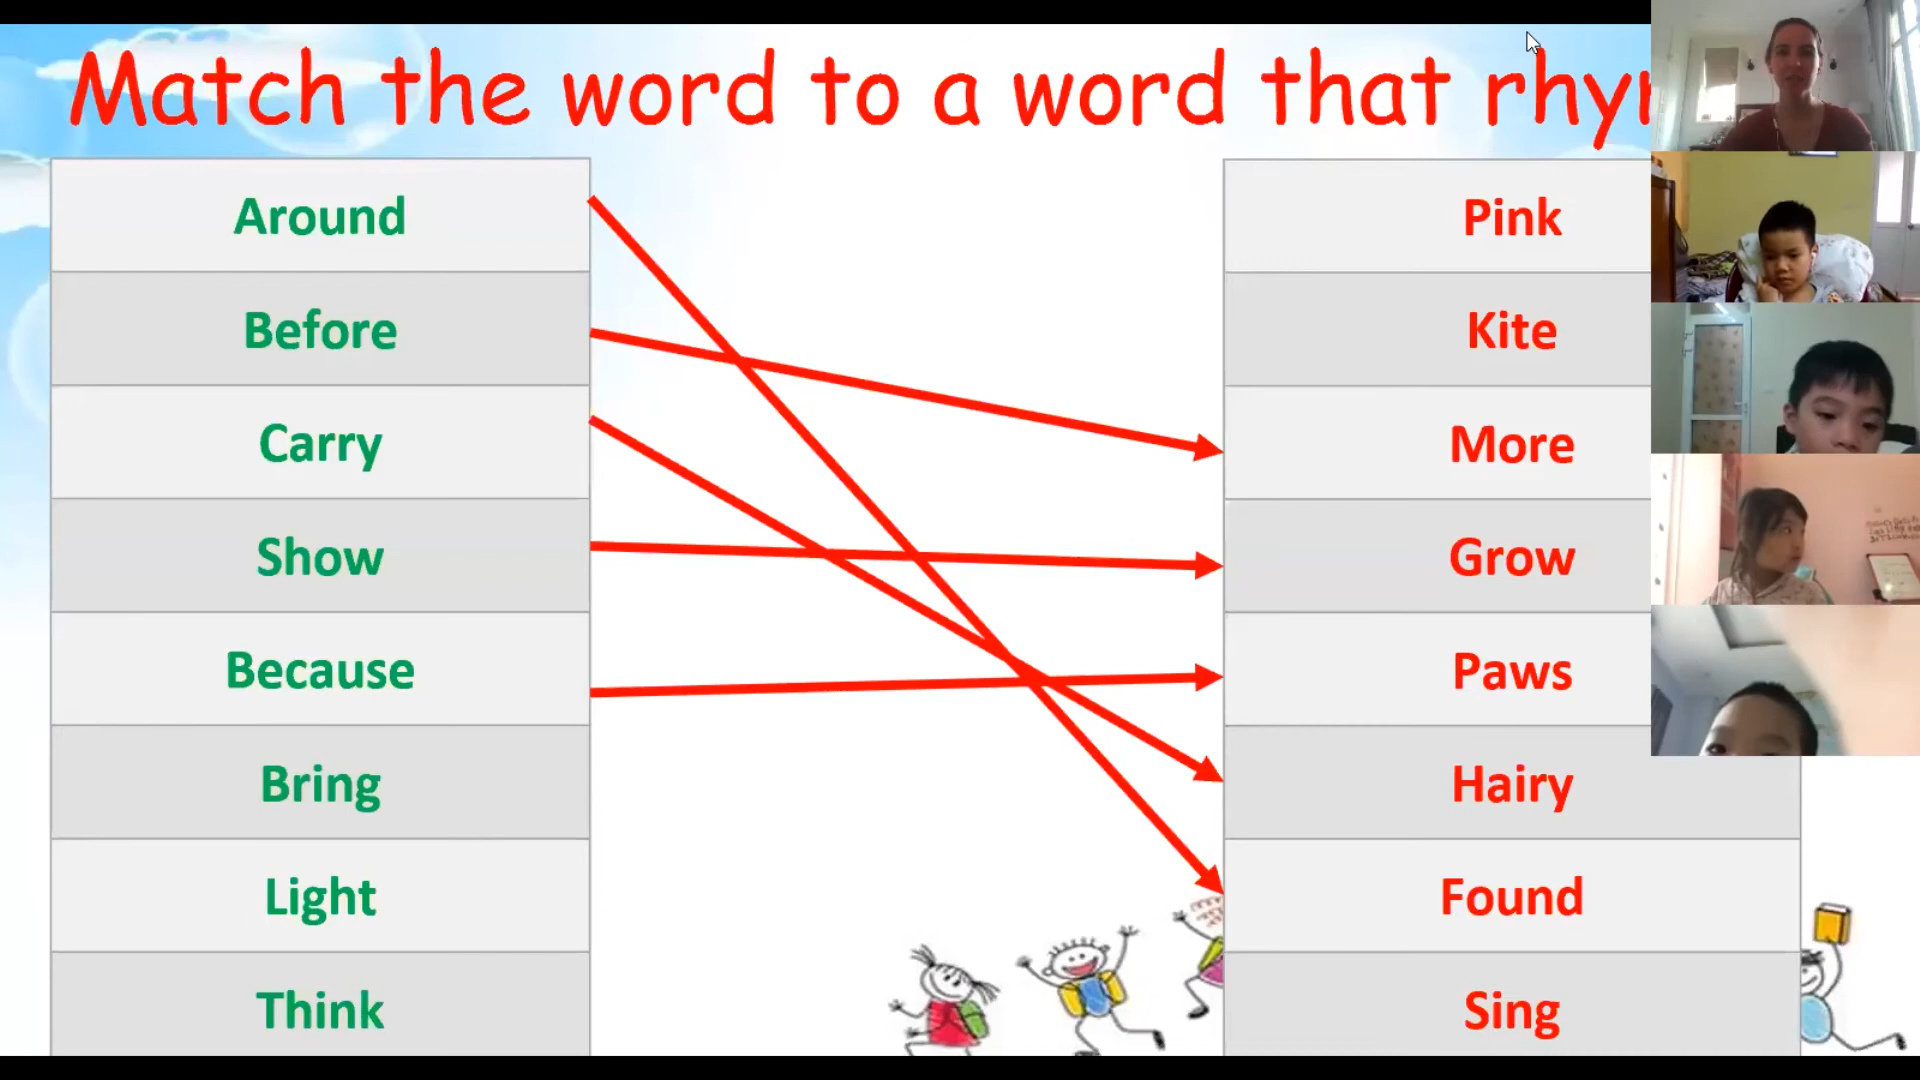 Match the word to a word that rhy
Around
Before
Carry
Show
Because
Bring
Light
Think
Pink
Kite
More
Grow
Paws
Hairy
Found
Sing